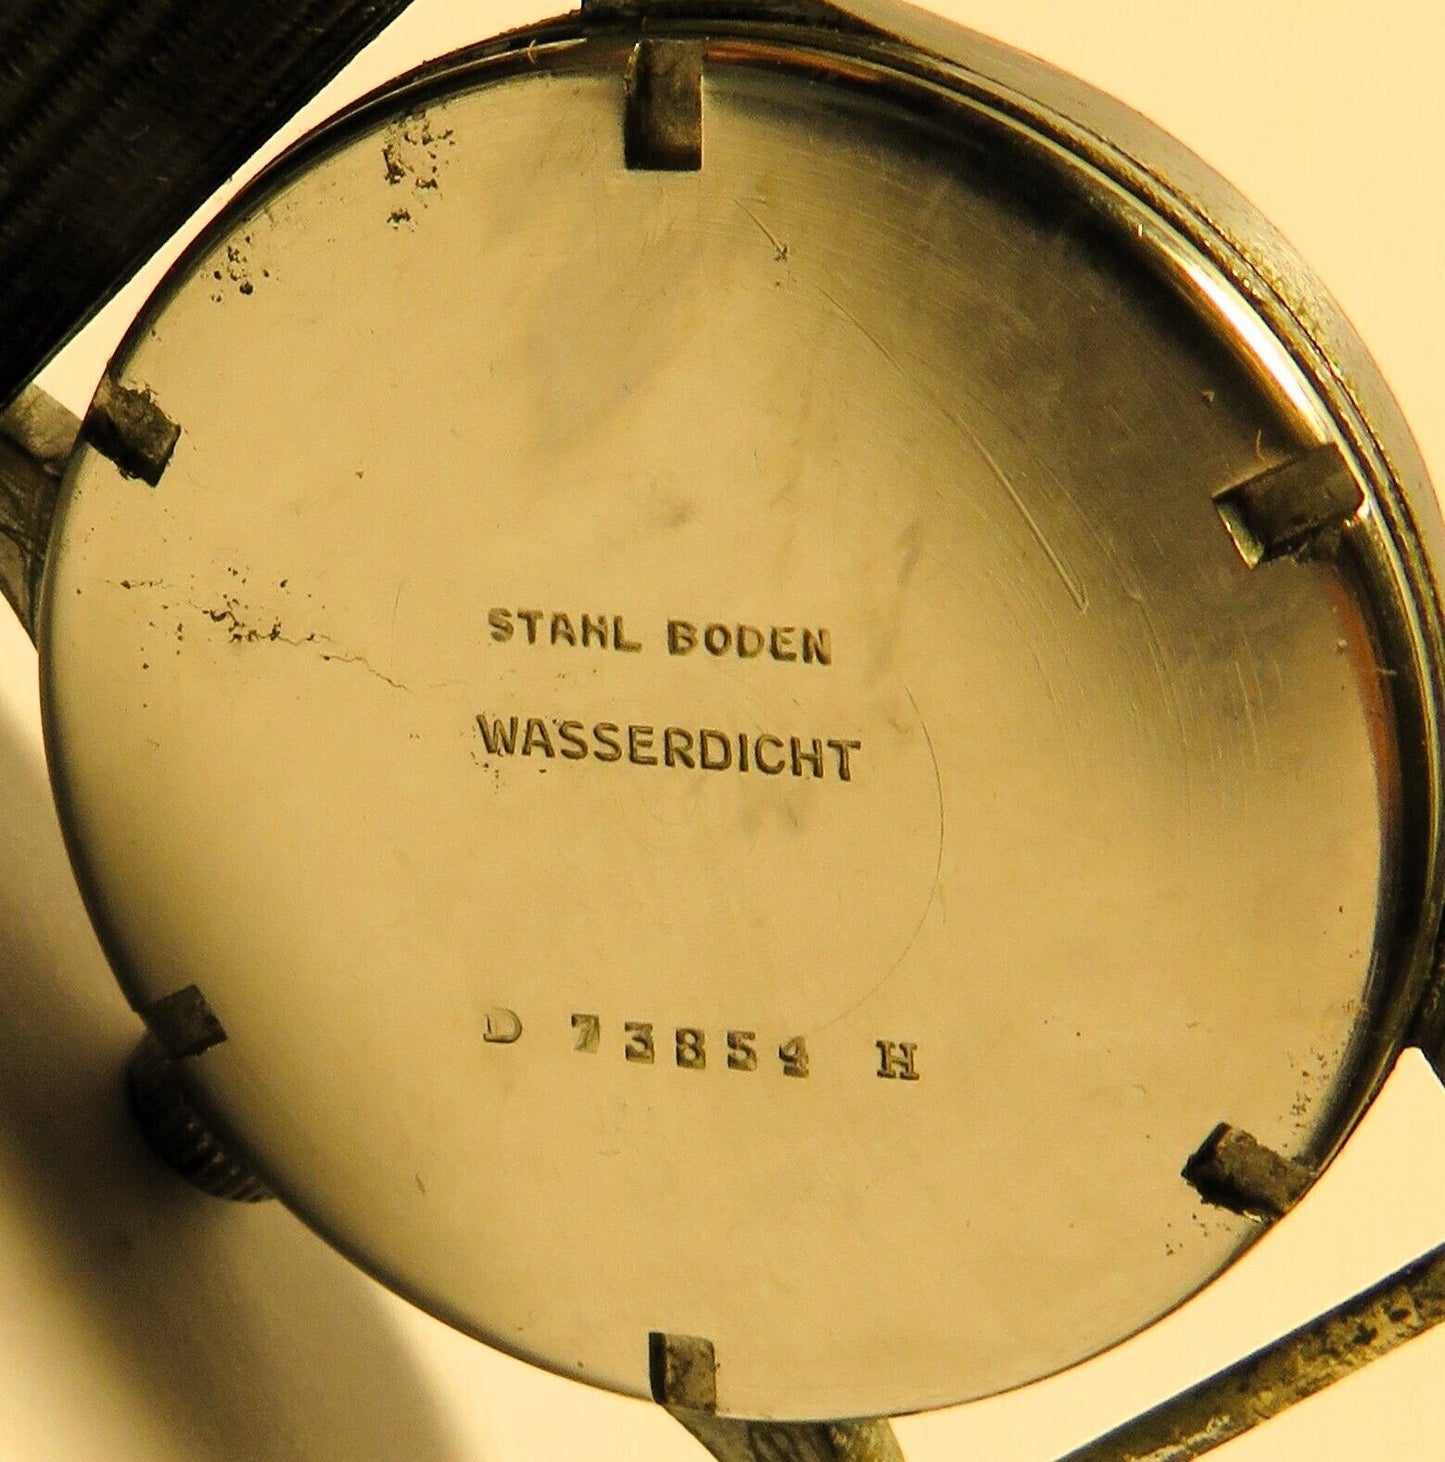 STAHL BODEN
WASSERDICHT
D 73854 H